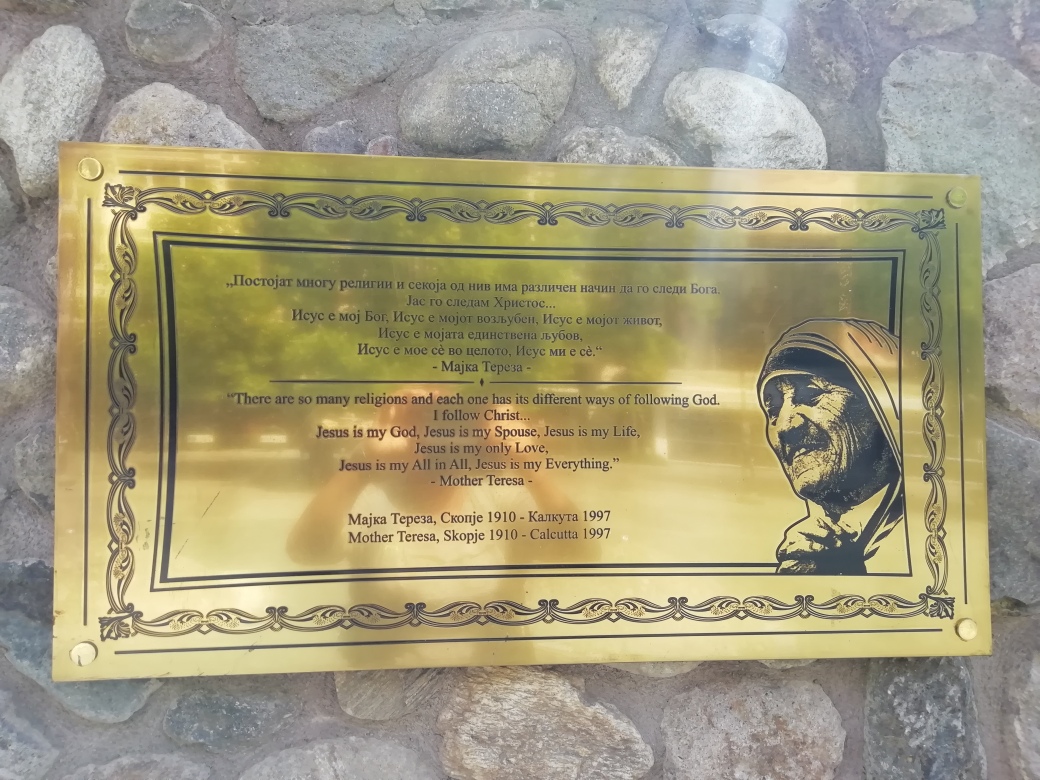 „Постојат многу религии и секоја од нив има различен начин да го следи Бога.
Јас го следам Христос...
Исус е мој Бог, Исус е мојот возљубен, Исус е мојот живот,
Исус е мојата единствена љубов,
Исус е мое сѐ во целото, Исус ми е сѐ.“
- Мајка Тереза -
“There are so many religions and each one has its different ways of following God.
I follow Christ...
Jesus is my God, Jesus is my Spouse, Jesus is my Life,
Jesus is my only Love,
Jesus is my All in All, Jesus is my Everything.”
- Mother Teresa -
Мајка Тереза, Скопје 1910 - Калкута 1997
Mother Teresa, Skopje 1910 - Calcutta 1997